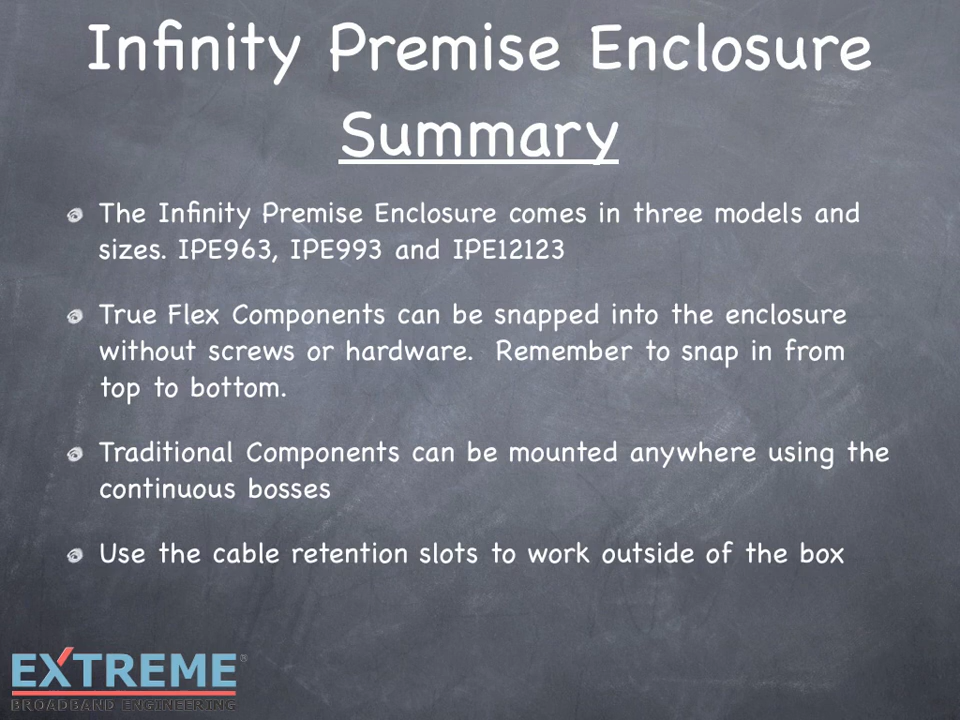 Infinity Premise Enclosure
Summary
The Infinity Premise Enclosure comes in three models and
sizes. IPE963, IPE993 and IPE12123
True Flex Components can be snapped into the enclosure
without screws or hardware.  Remember to snap in from
top to bottom.
Traditional Components can be mounted anywhere using the
continuous bosses
Use the cable retention slots to work outside of the box
EXTREME®
BROADBAND ENGINEERING